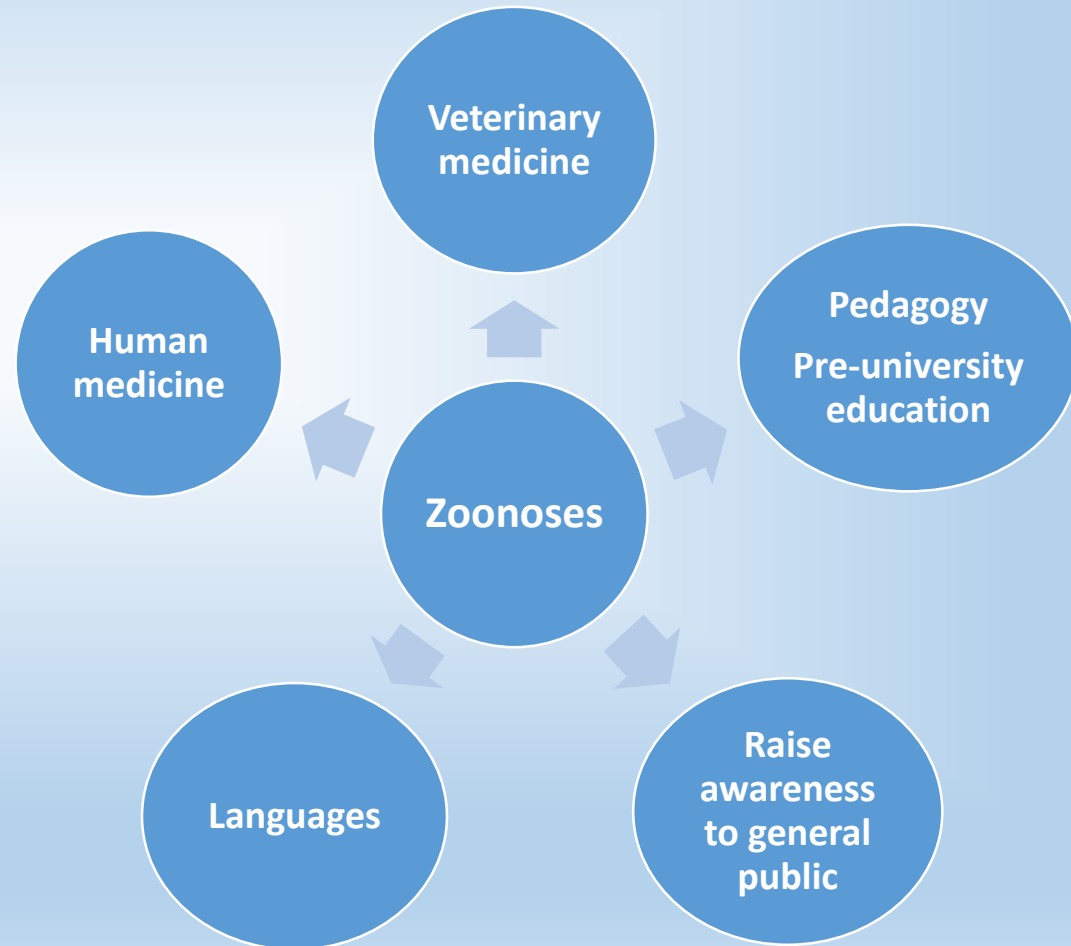 Veterinary
medicine
Human
medicine
Pedagogy
Pre-university
education
Zoonoses
Languages
Raise
awareness
to general
public